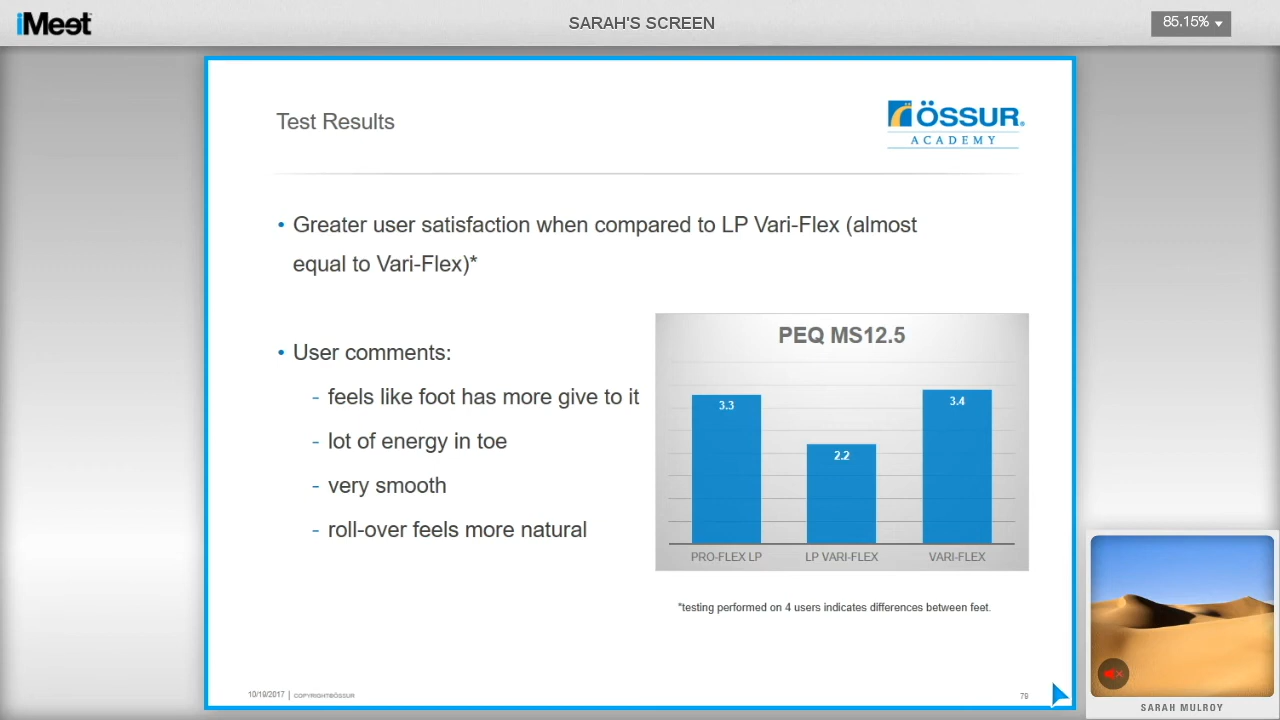 iMeet
SARAH'S SCREEN
85.15%
Test Results
ÖSSUR®
ACADEMY
• Greater user satisfaction when compared to LP Vari-Flex (almost
equal to Vari-Flex)*
• User comments:
- feels like foot has more give to it
- lot of energy in toe
- very smooth
- roll-over feels more natural
PEQ MS12.5
3.3
2.2
3.4
PRO-FLEX LP
LP VARI-FLEX
VARI-FLEX
*testing performed on 4 users indicates differences between feet.
10/19/2017 | COPYRIGHT©ÖSSUR
79
SARAH MULROY